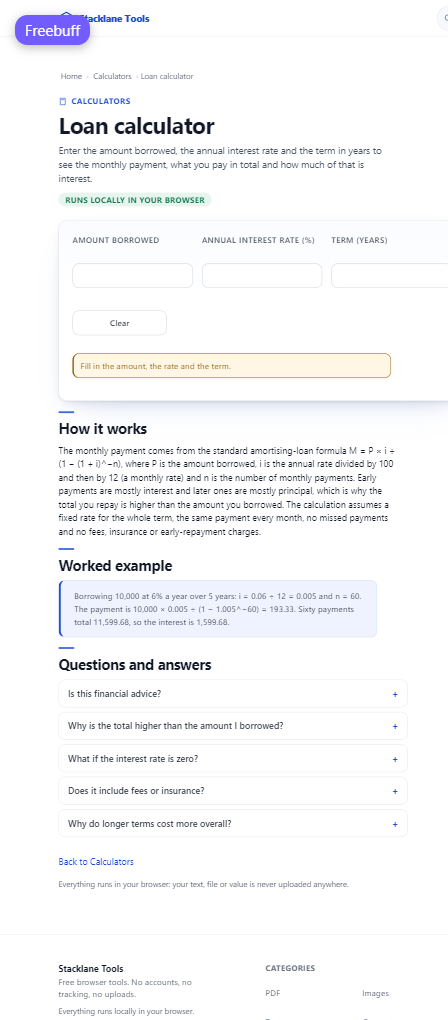 Freebuff
Stacklane Tools
Home › Calculators › Loan calculator
CALCULATORS
Loan calculator
Enter the amount borrowed, the annual interest rate and the term in years to
see the monthly payment, what you pay in total and how much of that is
interest.
RUNS LOCALLY IN YOUR BROWSER
AMOUNT BORROWED ANNUAL INTEREST RATE (%) TERM (YEARS)
Clear
Fill in the amount, the rate and the term.
How it works
The monthly payment comes from the standard amortising-loan formula M = P × i ÷
(1 − (1 + i)^−n), where P is the amount borrowed, i is the annual rate divided by 100
and then by 12 (a monthly rate) and n is the number of monthly payments. Early
payments are mostly interest and later ones are mostly principal, which is why the
total you repay is higher than the amount you borrowed. The calculation assumes a
fixed rate for the whole term, the same payment every month, no missed payments
and no fees, insurance or early-repayment charges.
Worked example
Borrowing 10,000 at 6% a year over 5 years: i = 0.06 ÷ 12 = 0.005 and n = 60.
The payment is 10,000 × 0.005 ÷ (1 − 1.005^−60) = 193.33. Sixty payments
total 11,599.68, so the interest is 1,599.68.
Questions and answers
Is this financial advice? +
Why is the total higher than the amount I borrowed? +
What if the interest rate is zero? +
Does it include fees or insurance? +
Why do longer terms cost more overall? +
Back to Calculators
Everything runs in your browser: your text, file or value is never uploaded anywhere.
Stacklane Tools
Free browser tools. No accounts, no
tracking, no uploads.
Everything runs locally in your browser.
CATEGORIES
PDF Images